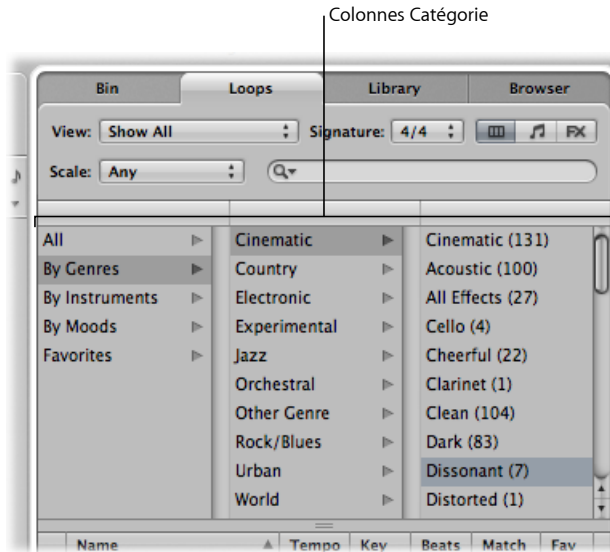 Colonnes Catégorie
Bin Loops Library Browser
View: Show All Signature: 4/4 FX
Scale: Any
All Cinematic Cinematic (131)
By Genres Country Acoustic (100)
By Instruments Electronic All Effects (27)
By Moods Experimental Cello (4)
Favorites Jazz Cheerful (22)
Orchestral Clarinet (1)
Other Genre Clean (104)
Rock/Blues Dark (83)
Urban Dissonant (7)
World Distorted (1)
Name Tempo Key Beats Match Fav